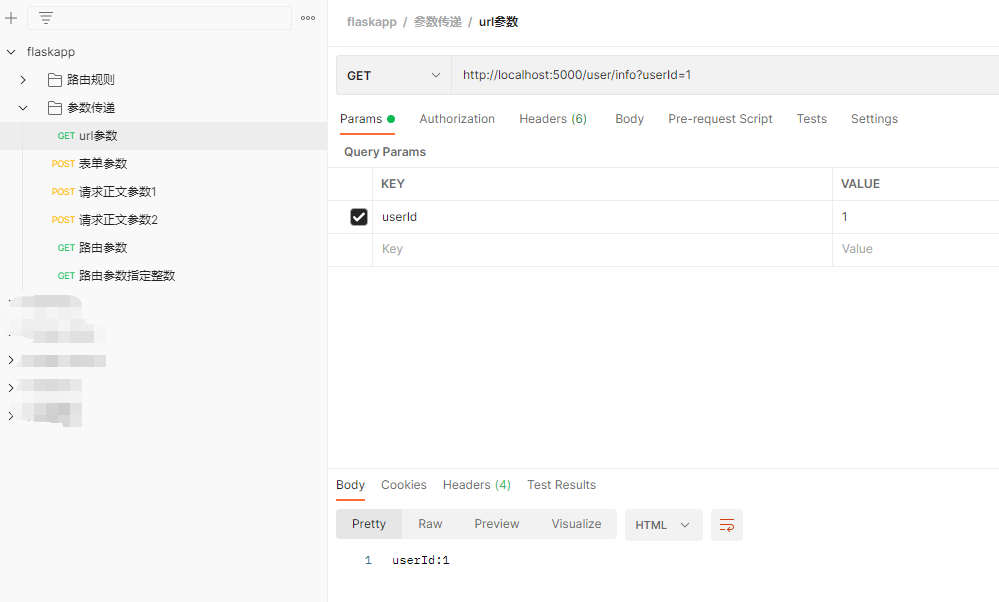 flaskapp
路由规则
参数传递
GET url参数
POST 表单参数
POST 请求正文参数1
POST 请求正文参数2
GET 路由参数
GET 路由参数指定整数
flaskapp / 参数传递 / url参数
GET http://localhost:5000/user/info?userId=1
Params Authorization Headers (6) Body Pre-request Script Tests Settings
Query Params
KEY VALUE
userId 1
Key Value
Body Cookies Headers (4) Test Results
Pretty Raw Preview Visualize HTML
1 userId:1